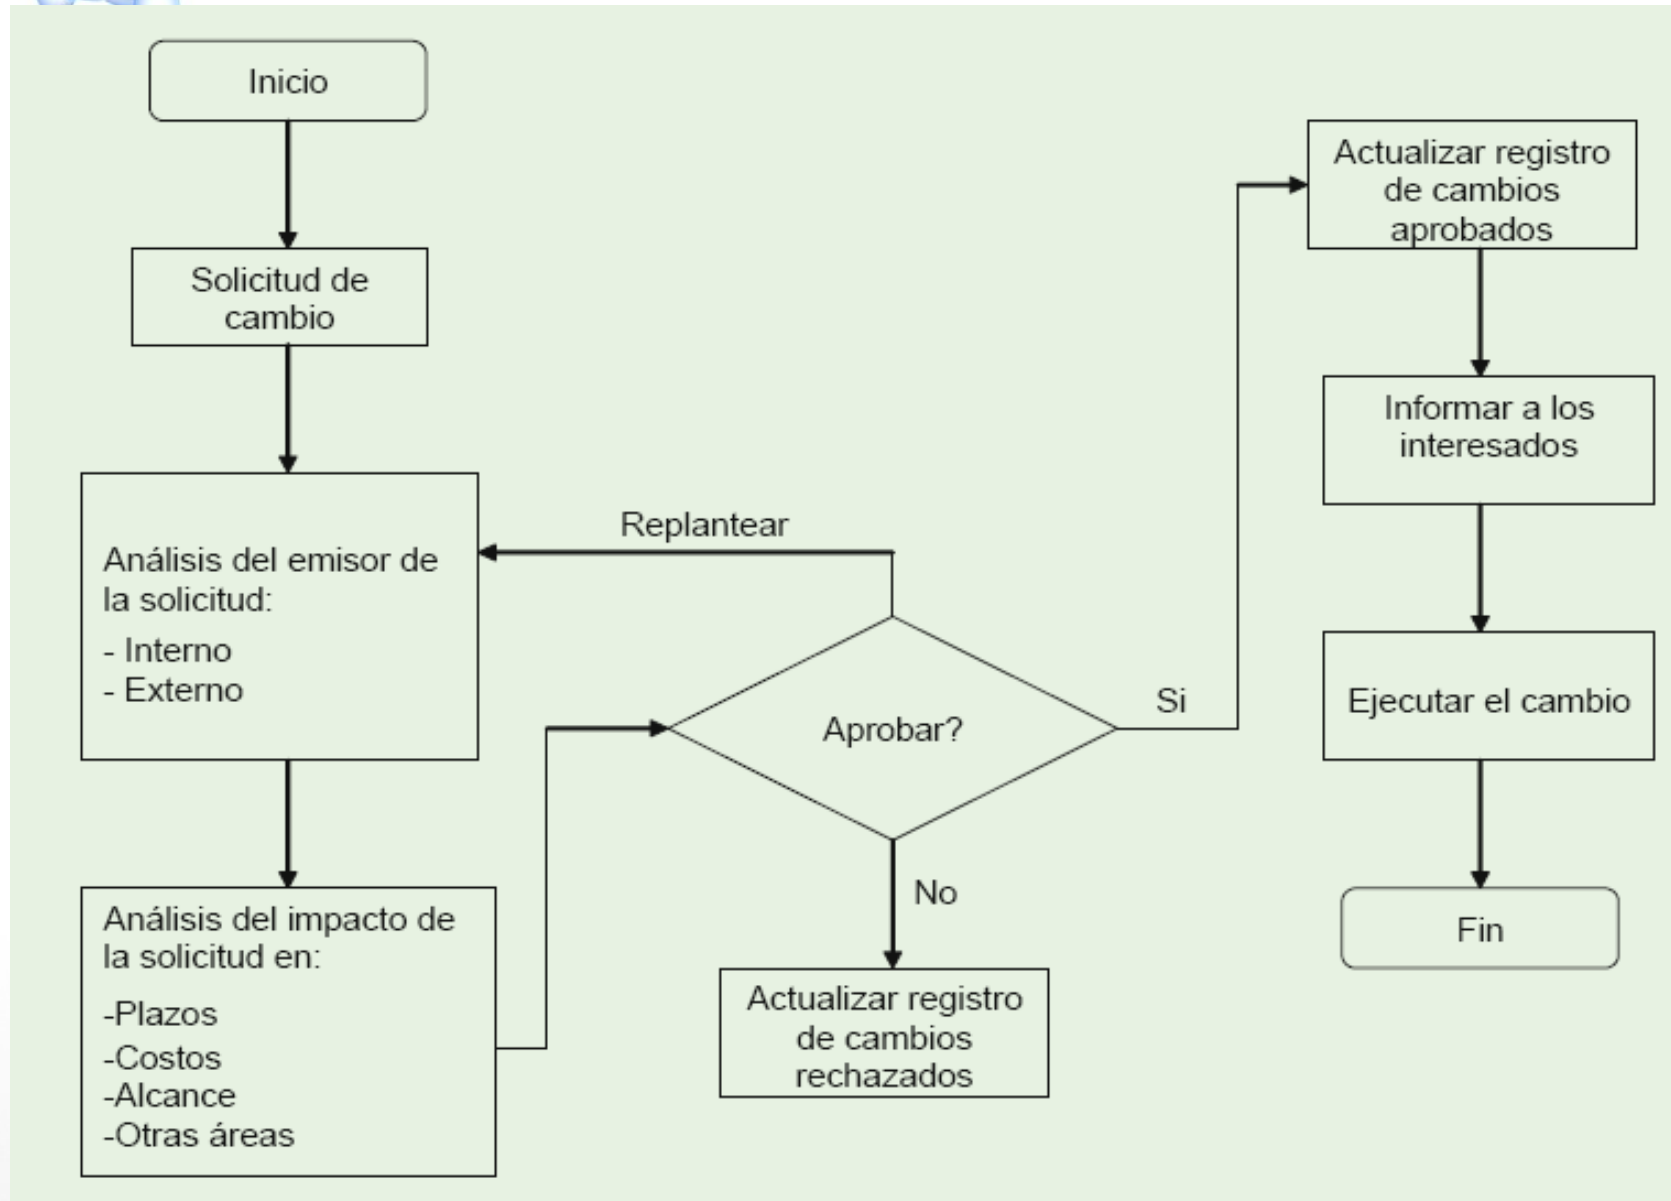 Inicio
Solicitud de
cambio
Análisis del emisor de
la solicitud:
- Interno
- Externo
Análisis del impacto de
la solicitud en:
-Plazos
-Costos
-Alcance
-Otras áreas
Replantear
Aprobar?
Si
No
Actualizar registro
de cambios
rechazados
Actualizar registro
de cambios
aprobados
Informar a los
interesados
Ejecutar el cambio
Fin